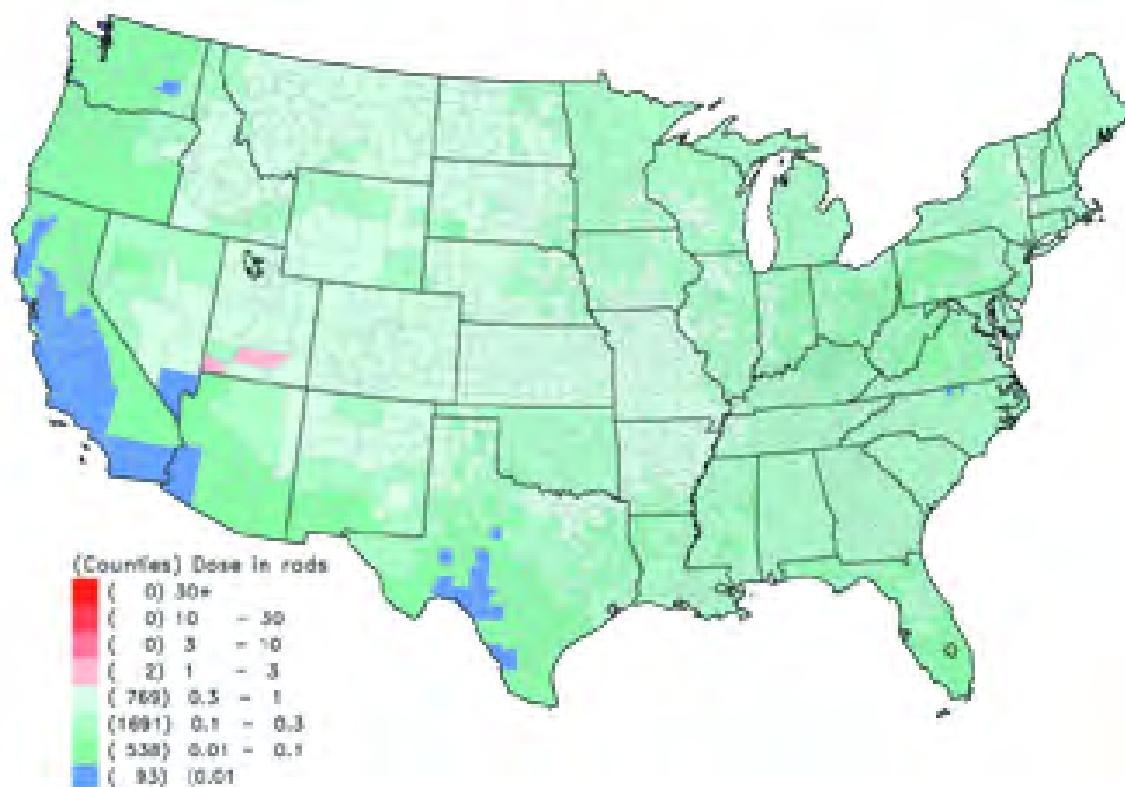 (Counties) Dose in rads
( 0) 30+
( 0) 10 - 30
( 0) 3 - 10
( 2) 1 - 3
( 769) 0.3 - 1
(1691) 0.1 - 0.3
( 538) 0.01 - 0.1
( 93) (0.01